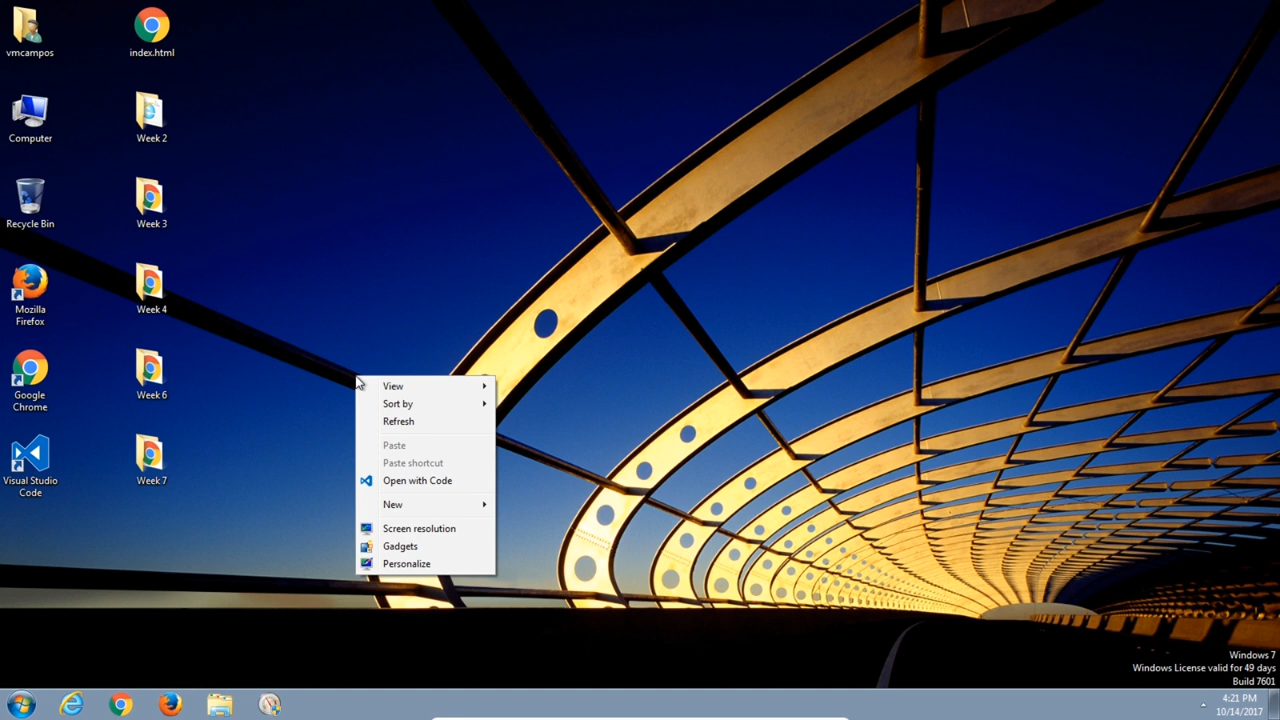 vmcampos
index.html
Computer
Week 2
Recycle Bin
Week 3
Mozilla
Firefox
Week 4
Google
Chrome
Week 6
Visual Studio
Code
Week 7
View
Sort by
Refresh
Paste
Paste shortcut
Open with Code
New
Screen resolution
Gadgets
Personalize
Windows 7
Windows License valid for 49 days
Build 7601
4:21 PM
10/14/2017